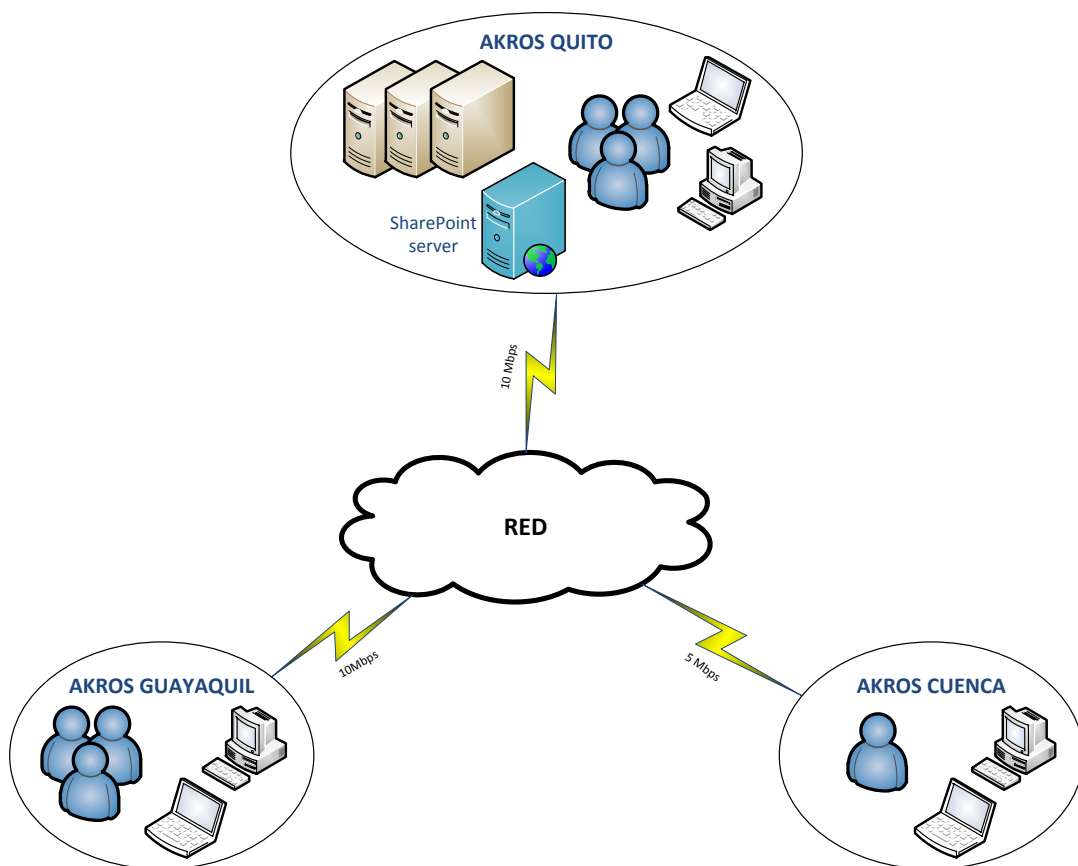 AKROS QUITO
SharePoint
server
10 Mbps
RED
10Mbps
5 Mbps
AKROS GUAYAQUIL
AKROS CUENCA